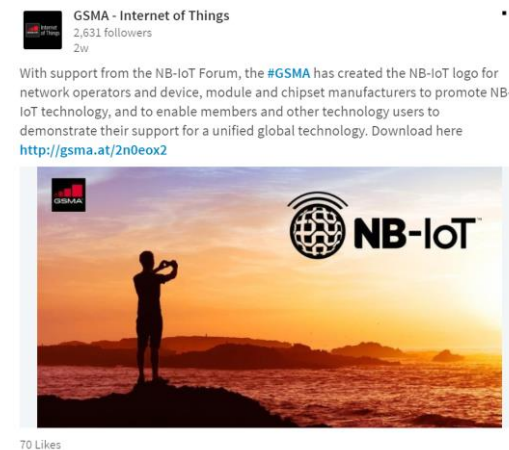 GSMA - Internet of Things
2,631 followers
2w
With support from the NB-IoT Forum, the #GSMA has created the NB-IoT logo for
network operators and device, module and chipset manufacturers to promote NB-
IoT technology, and to enable members and other technology users to
demonstrate their support for a unified global technology. Download here
http://gsma.at/2n0eox2
GSMA
NB-IoT™
70 Likes